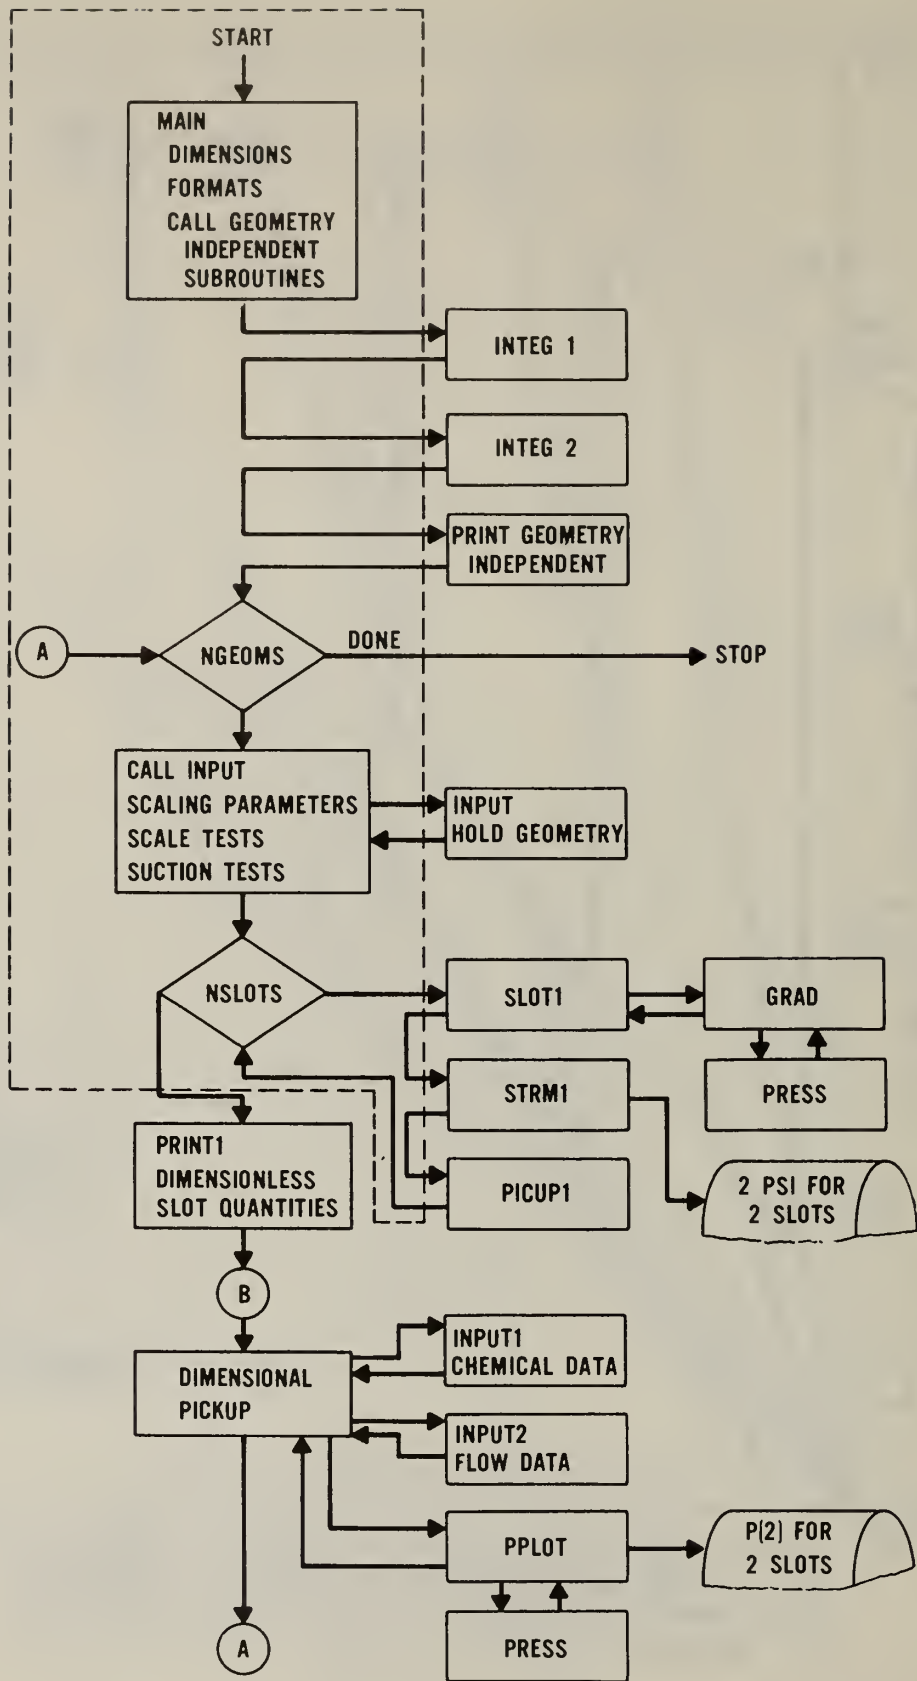 START
MAIN
DIMENSIONS
FORMATS
CALL GEOMETRY
INDEPENDENT
SUBROUTINES
INTEG 1
INTEG 2
PRINT GEOMETRY
INDEPENDENT
A
NGEOMS
DONE
STOP
CALL INPUT
SCALING PARAMETERS
SCALE TESTS
SUCTION TESTS
INPUT
HOLD GEOMETRY
NSLOTS
SLOT1
GRAD
STRM1
PRESS
PRINT1
DIMENSIONLESS
SLOT QUANTITIES
PICUP1
2 PSI FOR
2 SLOTS
B
DIMENSIONAL
PICKUP
INPUT1
CHEMICAL DATA
INPUT2
FLOW DATA
PPLOT
P(2) FOR
2 SLOTS
A
PRESS